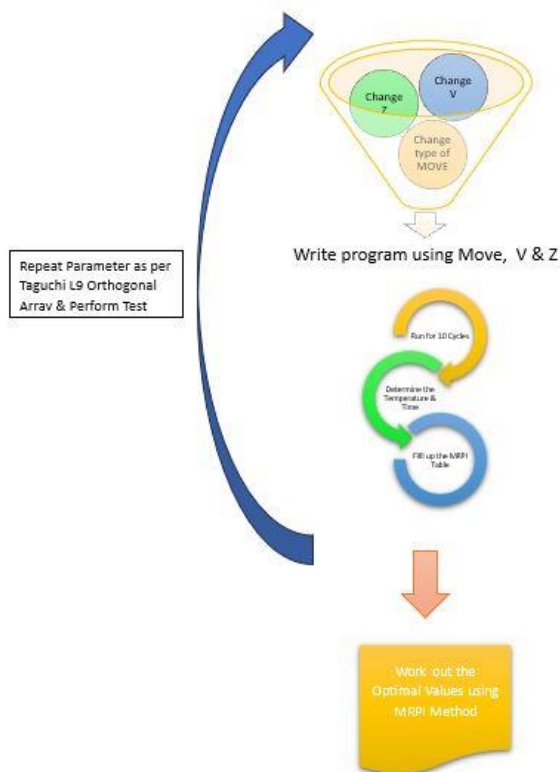 Change
Z
Change
V
Change
type of
MOVE
Write program using Move, V & Z
Repeat Parameter as per
Taguchi L9 Orthogonal
Array & Perform Test
Run for 10 Cycles
Determine the
Temperature &
Time
Fill up the MRPI
Table
Work out the
Optimal Values using
MRPI Method